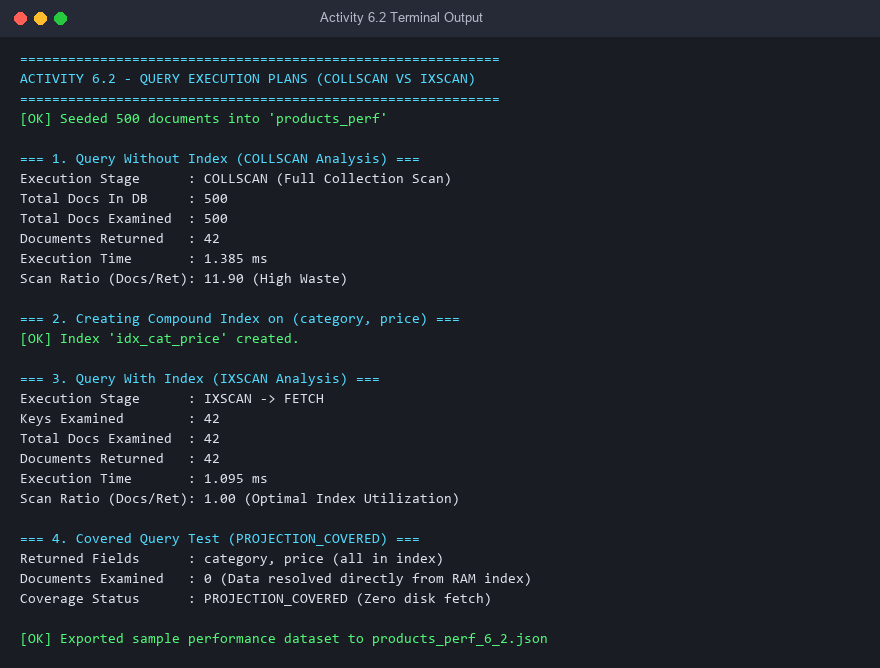 Activity 6.2 Terminal Output
============================================================
ACTIVITY 6.2 - QUERY EXECUTION PLANS (COLLSCAN VS IXSCAN)
============================================================
[OK] Seeded 500 documents into 'products_perf'
=== 1. Query Without Index (COLLSCAN Analysis) ===
Execution Stage      : COLLSCAN (Full Collection Scan)
Total Docs In DB     : 500
Total Docs Examined  : 500
Documents Returned   : 42
Execution Time       : 1.385 ms
Scan Ratio (Docs/Ret): 11.90 (High Waste)
=== 2. Creating Compound Index on (category, price) ===
[OK] Index 'idx_cat_price' created.
=== 3. Query With Index (IXSCAN Analysis) ===
Execution Stage      : IXSCAN -> FETCH
Keys Examined        : 42
Total Docs Examined  : 42
Documents Returned   : 42
Execution Time       : 1.095 ms
Scan Ratio (Docs/Ret): 1.00 (Optimal Index Utilization)
=== 4. Covered Query Test (PROJECTION_COVERED) ===
Returned Fields      : category, price (all in index)
Documents Examined   : 0 (Data resolved directly from RAM index)
Coverage Status      : PROJECTION_COVERED (Zero disk fetch)
[OK] Exported sample performance dataset to products_perf_6_2.json